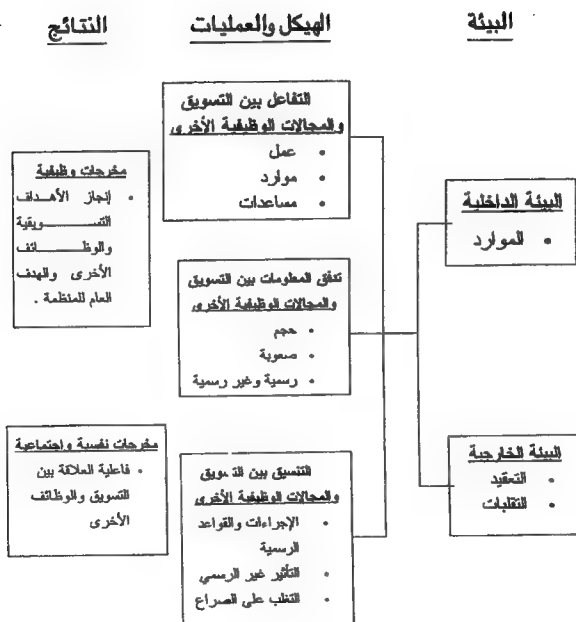 البيئة
الهيكل والعمليات
النتائج
البيئة الداخلية
• الموارد
البيئة الخارجية
• التعقيد
• التقلبات
التفاعل بين التسويق
والمجالات الوظيفية الأخرى
• عمل
• موارد
• مساعدات
تدفق المعلومات بين التسويق
والمجالات الوظيفية الأخرى
• حجم
• صعوبة
• رسمية وغير رسمية
التنسيق بين التسويق
والمجالات الوظيفية الأخرى
• الإجراءات والقواعد
الرسمية
• التأثير غير الرسمي
• التغلب على الصراع
مخرجات وظيفية
• إنجاز الأهداف
التســـويقية
والوظـــــائف
الأخرى والهدف
العام للمنظمة .
مخرجات نفسية وإجتماعية
• فاعلية العلاقة بين
التسويق والوظائف
الأخرى